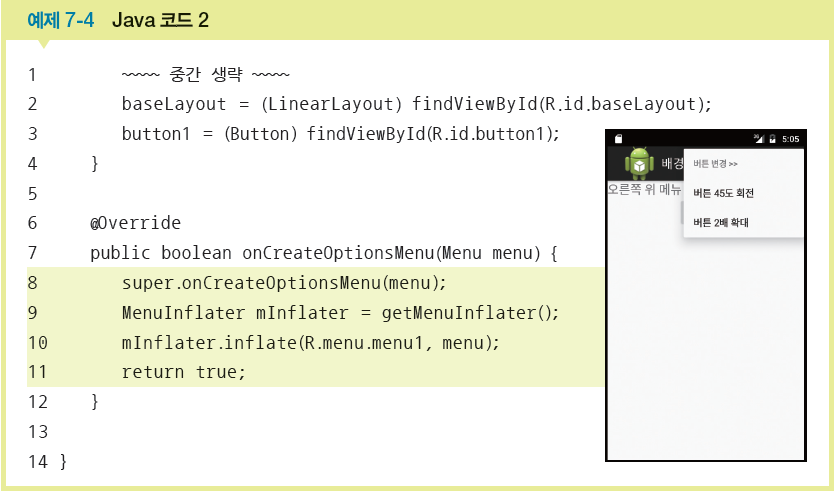 예제 7-4 Java 코드 2
1 ~~~~~ 중간 생략 ~~~~~
2 baseLayout = (LinearLayout) findViewById(R.id.baseLayout);
3 button1 = (Button) findViewById(R.id.button1);
4 }
5
6 @Override
7 public boolean onCreateOptionsMenu(Menu menu) {
8 super.onCreateOptionsMenu(menu);
9 MenuInflater mInflater = getMenuInflater();
10 mInflater.inflate(R.menu.menu1, menu);
11 return true;
12 }
13
14 }
3G 5:05
배경
버튼 변경 >>
오른쪽 위 메뉴
버튼 45도 회전
버튼 2배 확대